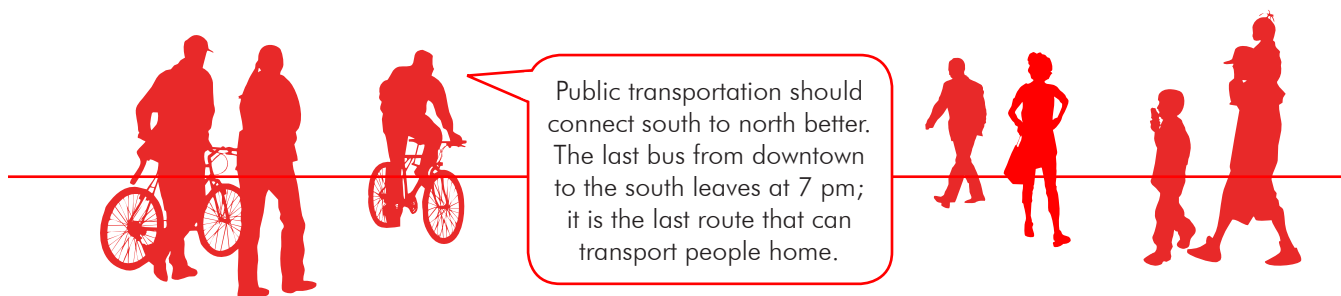 Public transportation should
connect south to north better.
The last bus from downtown
to the south leaves at 7 pm;
it is the last route that can
transport people home.